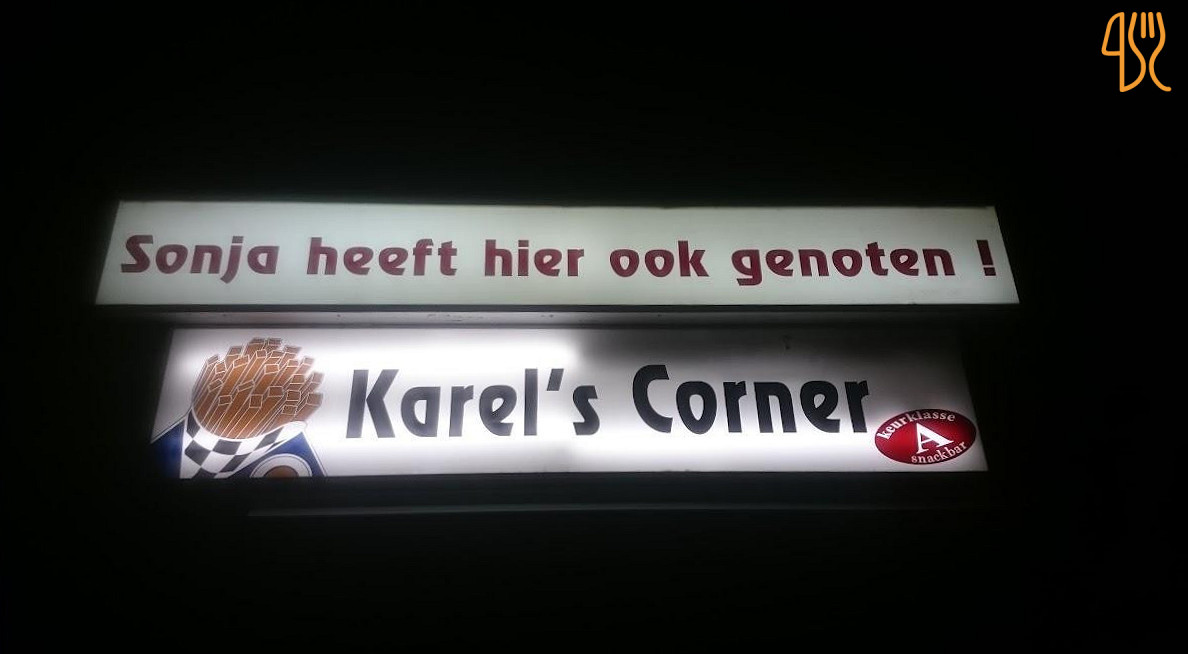 Sonja heeft hier ook genoten !
Karel's Corner
keurklasse
A
snackbar